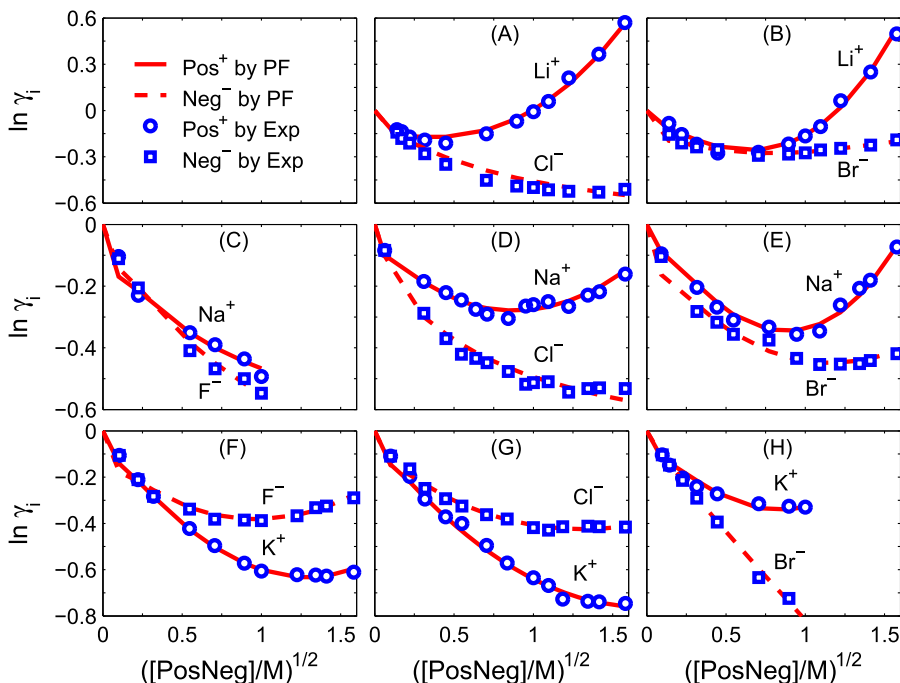 0.6
0.3
0
−0.3
−0.6
ln γi
Pos+ by PF
Neg− by PF
Pos+ by Exp
Neg− by Exp
(A)
Li+
Cl−
(B)
Li+
Br−
0
−0.2
−0.4
−0.6
ln γi
(C)
Na+
F−
(D)
Na+
Cl−
(E)
Na+
Br−
0
−0.2
−0.4
−0.6
−0.8
ln γi
(F)
F−
K+
(G)
Cl−
K+
(H)
K+
Br−
0 0.5 1 1.5
0 0.5 1 1.5
0 0.5 1 1.5
([PosNeg]/M)1/2
([PosNeg]/M)1/2
([PosNeg]/M)1/2